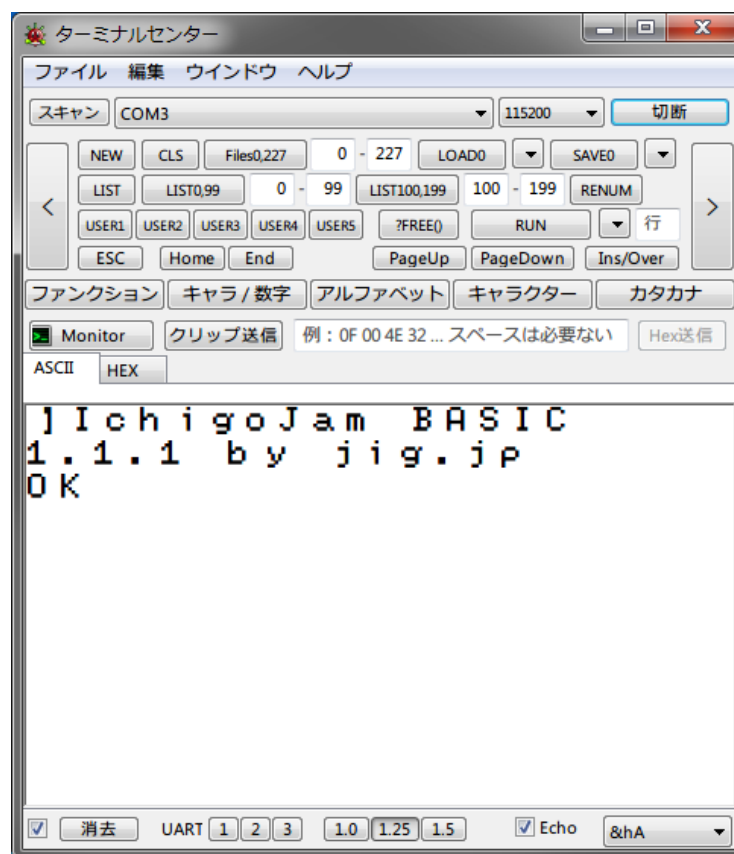 ターミナルセンター
ファイル 編集 ウインドウ ヘルプ
スキャン COM3 115200 切断
NEW CLS Files0,227 0 - 227 LOAD0 SAVE0
< LIST LIST0,99 0 - 99 LIST100,199 100 - 199 RENUM >
USER1 USER2 USER3 USER4 USER5 ?FREE() RUN 行
ESC Home End PageUp PageDown Ins/Over
ファンクション キャラ / 数字 アルファベット キャラクター カタカナ
Monitor クリップ送信 例：0F 00 4E 32 ... スペースは必要ない Hex送信
ASCII HEX
]IchigoJam BASIC
1.1.1 by jig.jp
OK
消去 UART 1 2 3 1.0 1.25 1.5 Echo &hA